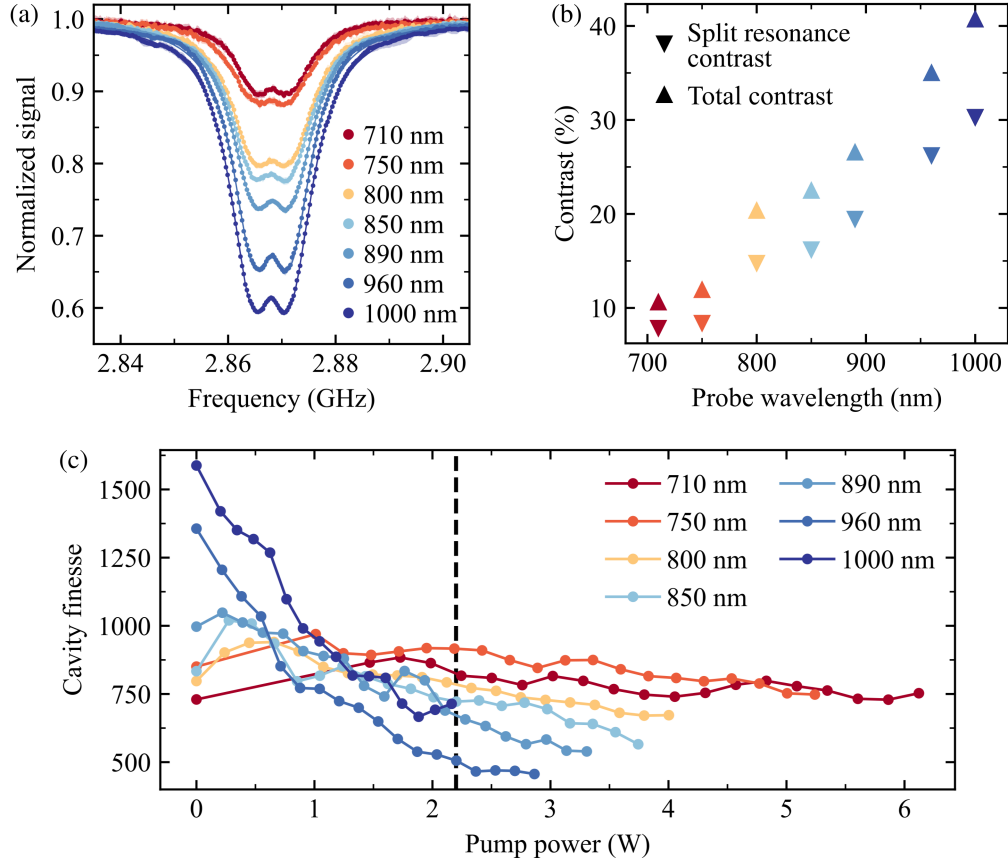 (a)
1.0
0.9
0.8
0.7
0.6
Normalized signal
710 nm
750 nm
800 nm
850 nm
890 nm
960 nm
1000 nm
2.84
2.86
2.88
2.90
Frequency (GHz)
(b)
40
30
20
10
Contrast (%)
Split resonance
contrast
Total contrast
700
800
900
1000
Probe wavelength (nm)
(c)
1500
1250
1000
750
500
Cavity finesse
710 nm
750 nm
800 nm
850 nm
890 nm
960 nm
1000 nm
0
1
2
3
4
5
6
Pump power (W)